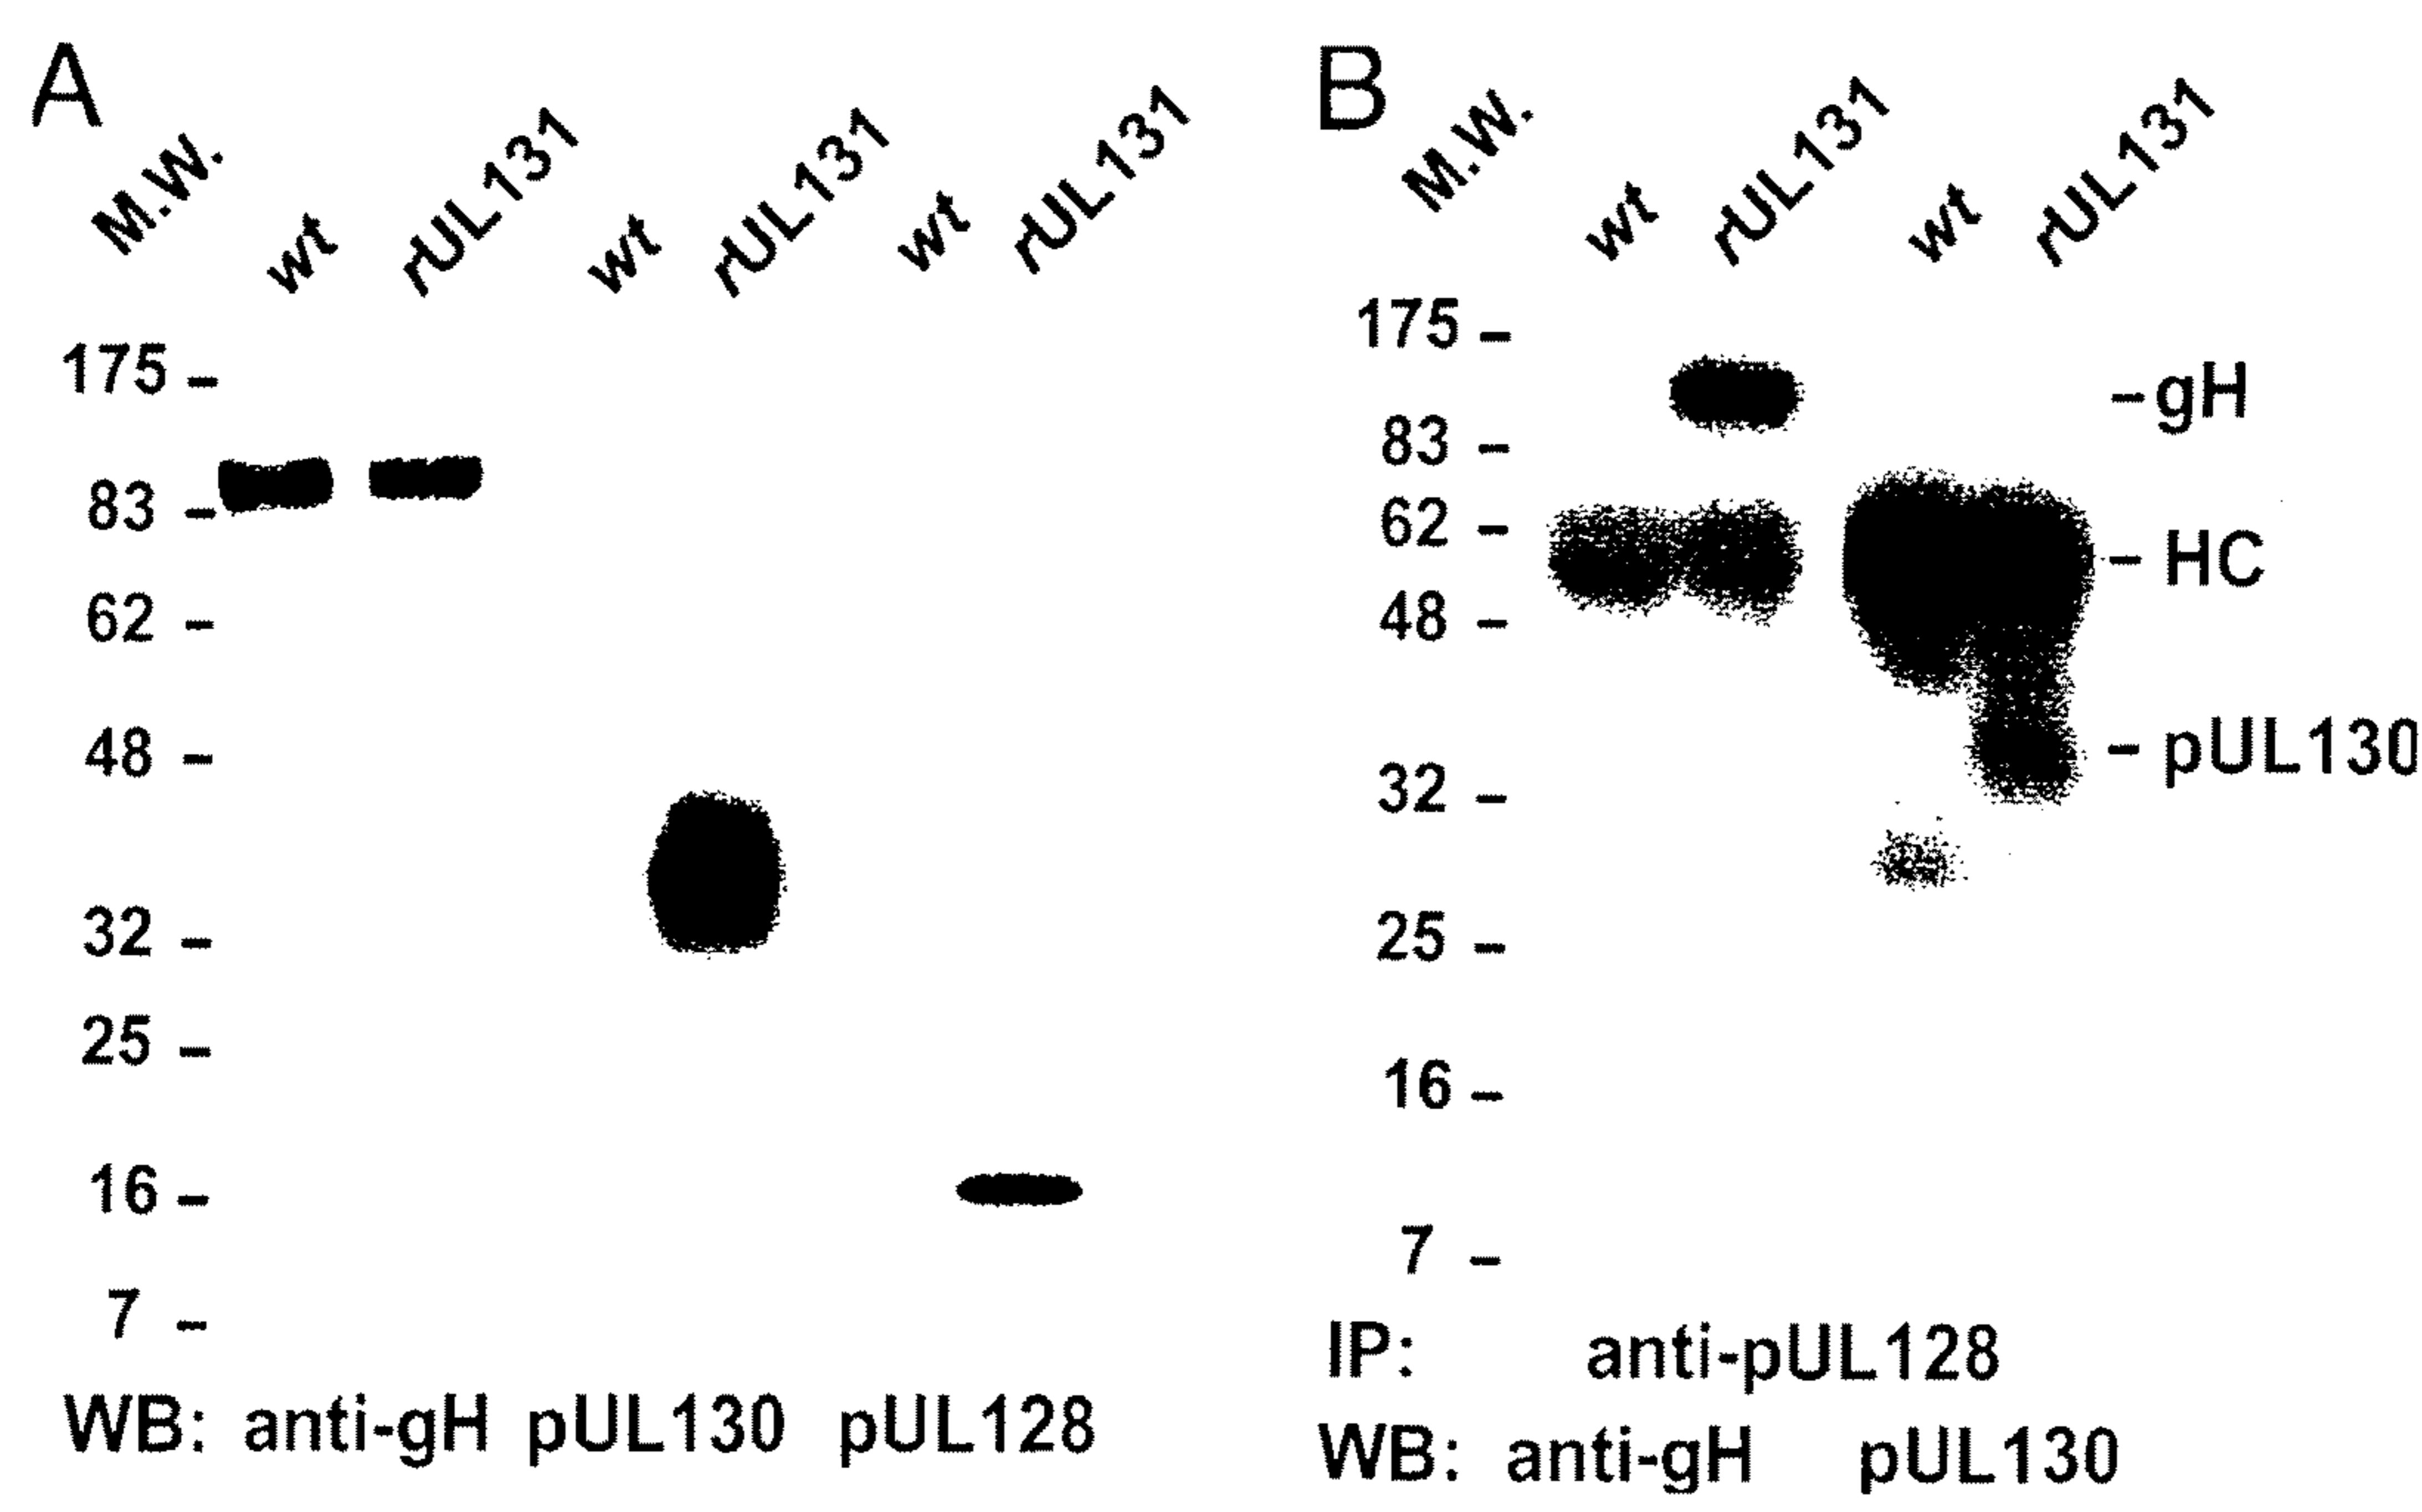 A
M.W. wt rUL131 wt rUL131 wt rUL131
175
83
62
48
32
25
16
7
WB: anti-gH pUL130 pUL128
B
M.W. wt rUL131 wt rUL131
175
83
62
48
32
25
16
7
gH
HC
pUL130
IP: anti-pUL128
WB: anti-gH pUL130